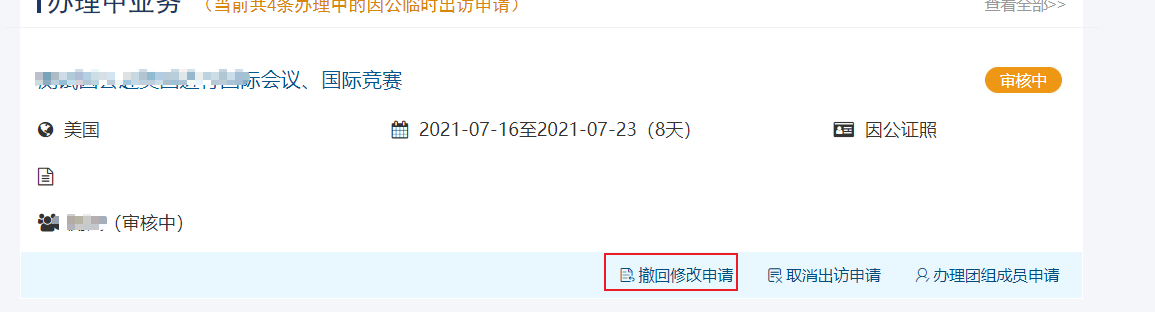 办理中业务 （当前共4条办理中的因公临时出访申请） 查看全部>>
国际会议、国际竞赛 审核中
美国 2021-07-16至2021-07-23（8天） 因公证照
（审核中）
撤回修改申请 取消出访申请 办理团组成员申请